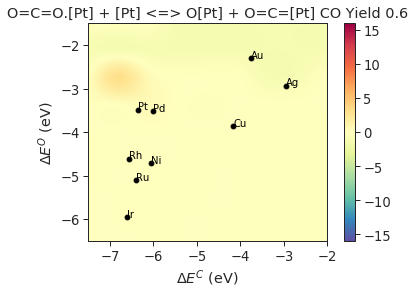 O=C=O.[Pt] + [Pt] <=> O[Pt] + O=C=[Pt] CO Yield 0.6
−2
−3
−4
−5
−6
ΔE^O (eV)
Au
Ag
Pt
Pd
Cu
Rh
Ni
Ru
Ir
−7
−6
−5
−4
−3
−2
ΔE^C (eV)
15
10
5
0
−5
−10
−15